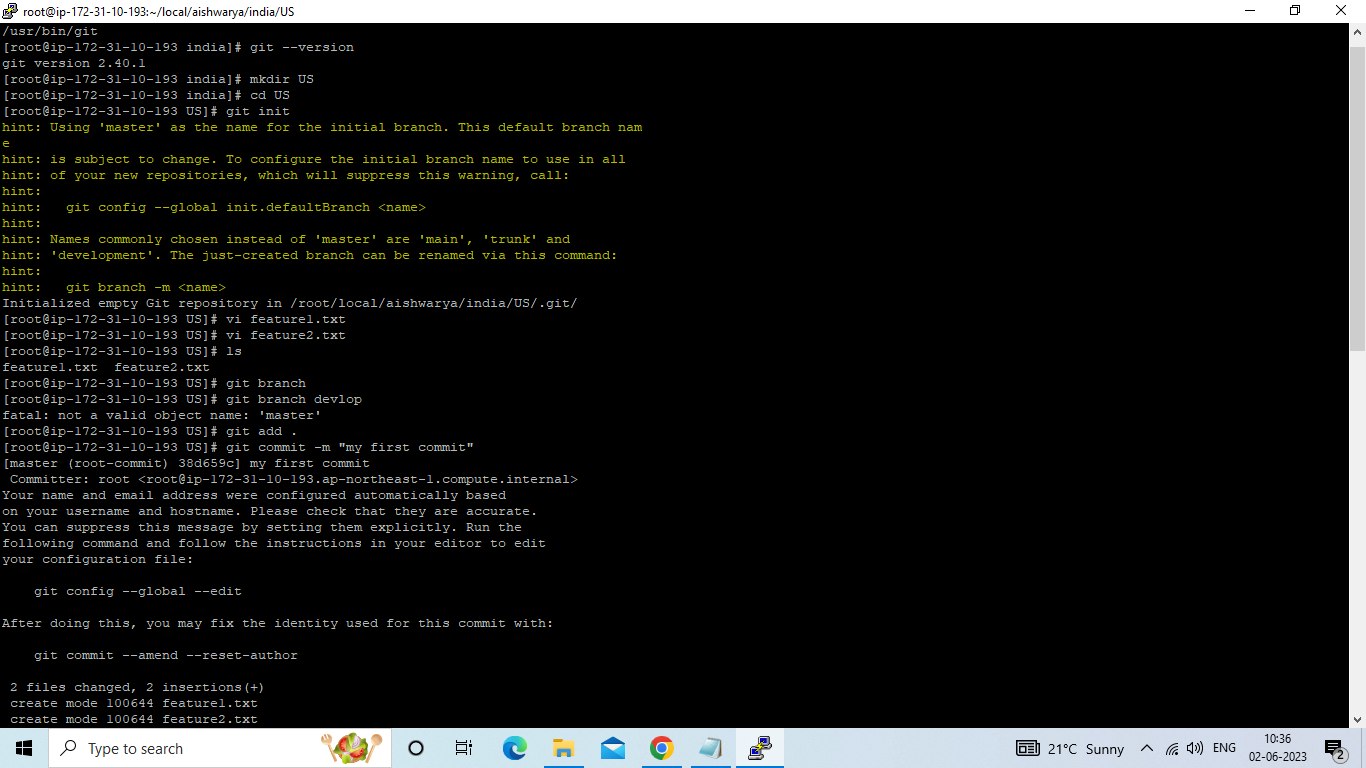 root@ip-172-31-10-193:~/local/aishwarya/india/US
/usr/bin/git
[root@ip-172-31-10-193 india]# git --version
git version 2.40.1
[root@ip-172-31-10-193 india]# mkdir US
[root@ip-172-31-10-193 india]# cd US
[root@ip-172-31-10-193 US]# git init
hint: Using 'master' as the name for the initial branch. This default branch nam
e
hint: is subject to change. To configure the initial branch name to use in all
hint: of your new repositories, which will suppress this warning, call:
hint:
hint:   git config --global init.defaultBranch <name>
hint:
hint: Names commonly chosen instead of 'master' are 'main', 'trunk' and
hint: 'development'. The just-created branch can be renamed via this command:
hint:
hint:   git branch -m <name>
Initialized empty Git repository in /root/local/aishwarya/india/US/.git/
[root@ip-172-31-10-193 US]# vi feature1.txt
[root@ip-172-31-10-193 US]# vi feature2.txt
[root@ip-172-31-10-193 US]# ls
feature1.txt  feature2.txt
[root@ip-172-31-10-193 US]# git branch
[root@ip-172-31-10-193 US]# git branch devlop
fatal: not a valid object name: 'master'
[root@ip-172-31-10-193 US]# git add .
[root@ip-172-31-10-193 US]# git commit -m "my first commit"
[master (root-commit) 38d659c] my first commit
 Committer: root <root@ip-172-31-10-193.ap-northeast-1.compute.internal>
Your name and email address were configured automatically based
on your username and hostname. Please check that they are accurate.
You can suppress this message by setting them explicitly. Run the
following command and follow the instructions in your editor to edit
your configuration file:
    git config --global --edit
After doing this, you may fix the identity used for this commit with:
    git commit --amend --reset-author
 2 files changed, 2 insertions(+)
 create mode 100644 feature1.txt
 create mode 100644 feature2.txt
Type to search
21°C Sunny
ENG
10:36
02-06-2023
2